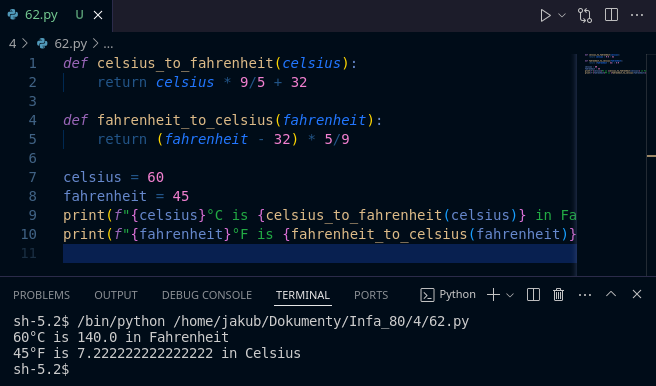 62.py U
4 > 62.py > ...
1 def celsius_to_fahrenheit(celsius):
2 return celsius * 9/5 + 32
3
4 def fahrenheit_to_celsius(fahrenheit):
5 return (fahrenheit - 32) * 5/9
6
7 celsius = 60
8 fahrenheit = 45
9 print(f"{celsius}°C is {celsius_to_fahrenheit(celsius)} in Fa
10 print(f"{fahrenheit}°F is {fahrenheit_to_celsius(fahrenheit)}
11
PROBLEMS OUTPUT DEBUG CONSOLE TERMINAL PORTS Python
sh-5.2$ /bin/python /home/jakub/Dokumenty/Infa_80/4/62.py
60°C is 140.0 in Fahrenheit
45°F is 7.222222222222222 in Celsius
sh-5.2$